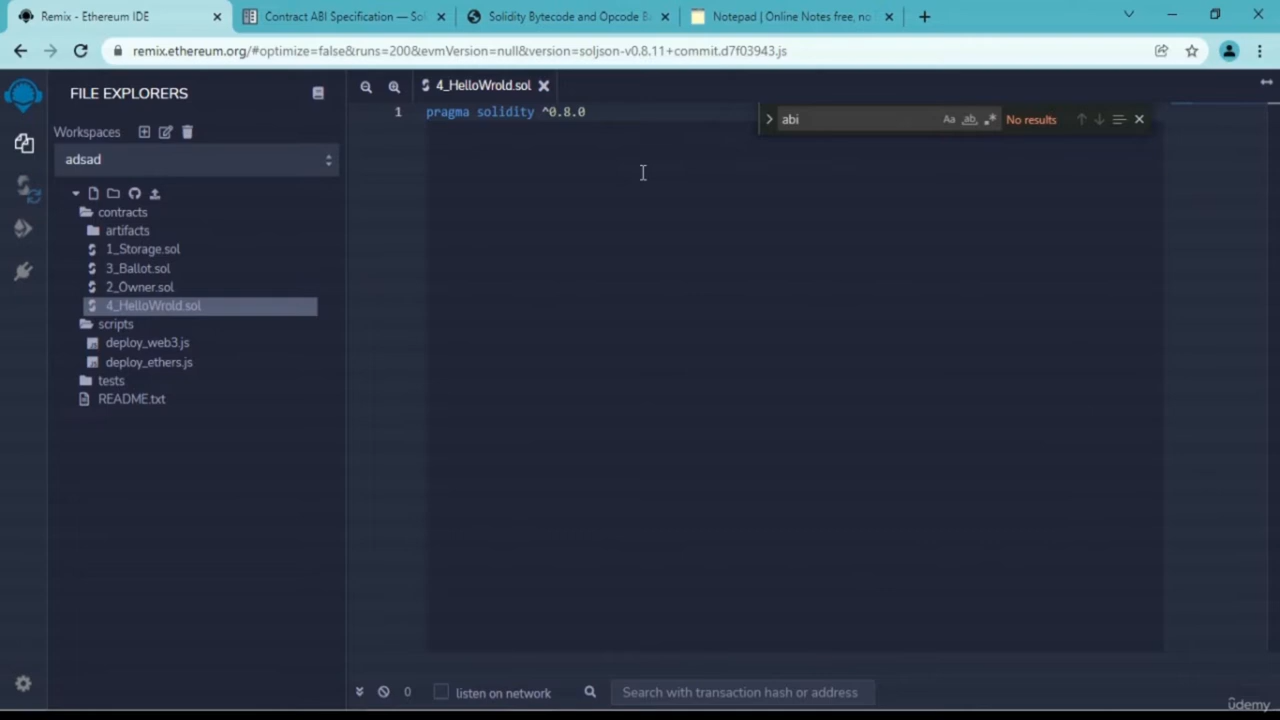 Remix - Ethereum IDE
Contract ABI Specification — Sol
Solidity Bytecode and Opcode B
Notepad | Online Notes free, no
remix.ethereum.org/#optimize=false&runs=200&evmVersion=null&version=soljson-v0.8.11+commit.d7f03943.js
FILE EXPLORERS
4_HelloWrold.sol
1 pragma solidity ^0.8.0
abi
Aa ab .* No results
Workspaces
adsad
contracts
artifacts
1_Storage.sol
3_Ballot.sol
2_Owner.sol
4_HelloWrold.sol
scripts
deploy_web3.js
deploy_ethers.js
tests
README.txt
0 listen on network Search with transaction hash or address
ûdemy